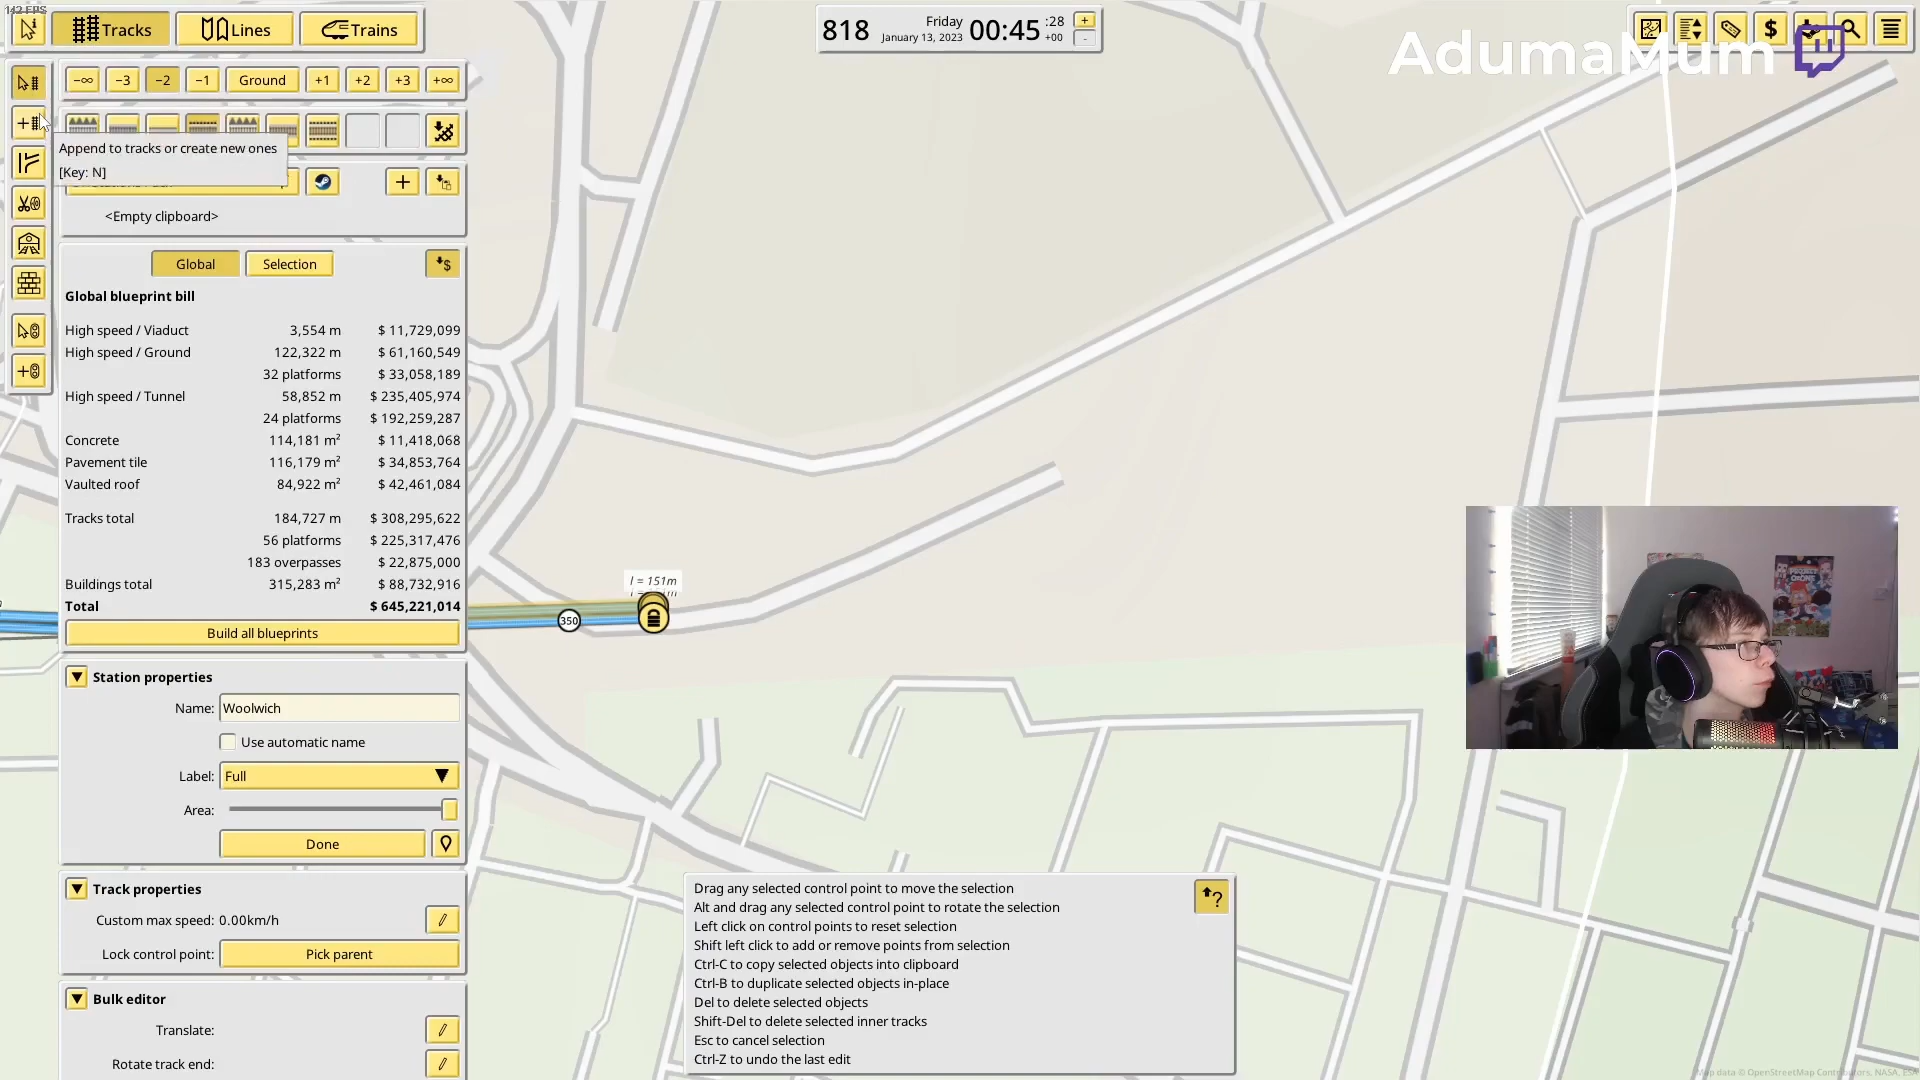 142 FPS
Tracks
Lines
Trains
818
Friday
January 13, 2023
00:45
:28
+00
+
-
$
AdumaMum
-∞
-3
-2
-1
Ground
+1
+2
+3
+∞
Append to tracks or create new ones
[Key: N]
<Empty clipboard>
Global
Selection
Global blueprint bill
High speed / Viaduct 3,554 m $ 11,729,099
High speed / Ground 122,322 m $ 61,160,549
32 platforms $ 33,058,189
High speed / Tunnel 58,852 m $ 235,405,974
24 platforms $ 192,259,287
Concrete 114,181 m² $ 11,418,068
Pavement tile 116,179 m² $ 34,853,764
Vaulted roof 84,922 m² $ 42,461,084
Tracks total 184,727 m $ 308,295,622
56 platforms $ 225,317,476
183 overpasses $ 22,875,000
Buildings total 315,283 m² $ 88,732,916
Total $ 645,221,014
Build all blueprints
Station properties
Name: Woolwich
Use automatic name
Label: Full
Area:
Done
Track properties
Custom max speed: 0.00km/h
Lock control point: Pick parent
Bulk editor
Translate:
Rotate track end:
l = 151m
350
Drag any selected control point to move the selection
Alt and drag any selected control point to rotate the selection
Left click on control points to reset selection
Shift left click to add or remove points from selection
Ctrl-C to copy selected objects into clipboard
Ctrl-B to duplicate selected objects in-place
Del to delete selected objects
Shift-Del to delete selected inner tracks
Esc to cancel selection
Ctrl-Z to undo the last edit
?
Map data © OpenStreetMap Contributors, NASA, ESA